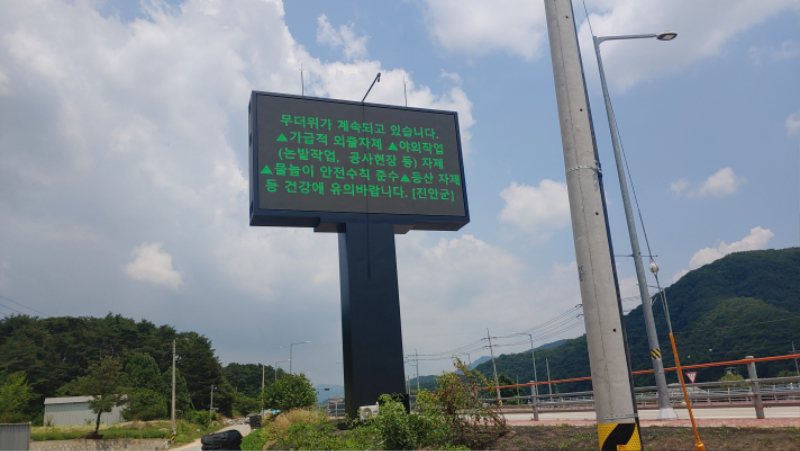 무더위가 계속되고 있습니다.
▲가급적 외출자제 ▲야외작업
(논밭작업, 공사현장 등) 자제
▲물놀이 안전수칙 준수▲등산 자제
등 건강에 유의바랍니다. [진안군]